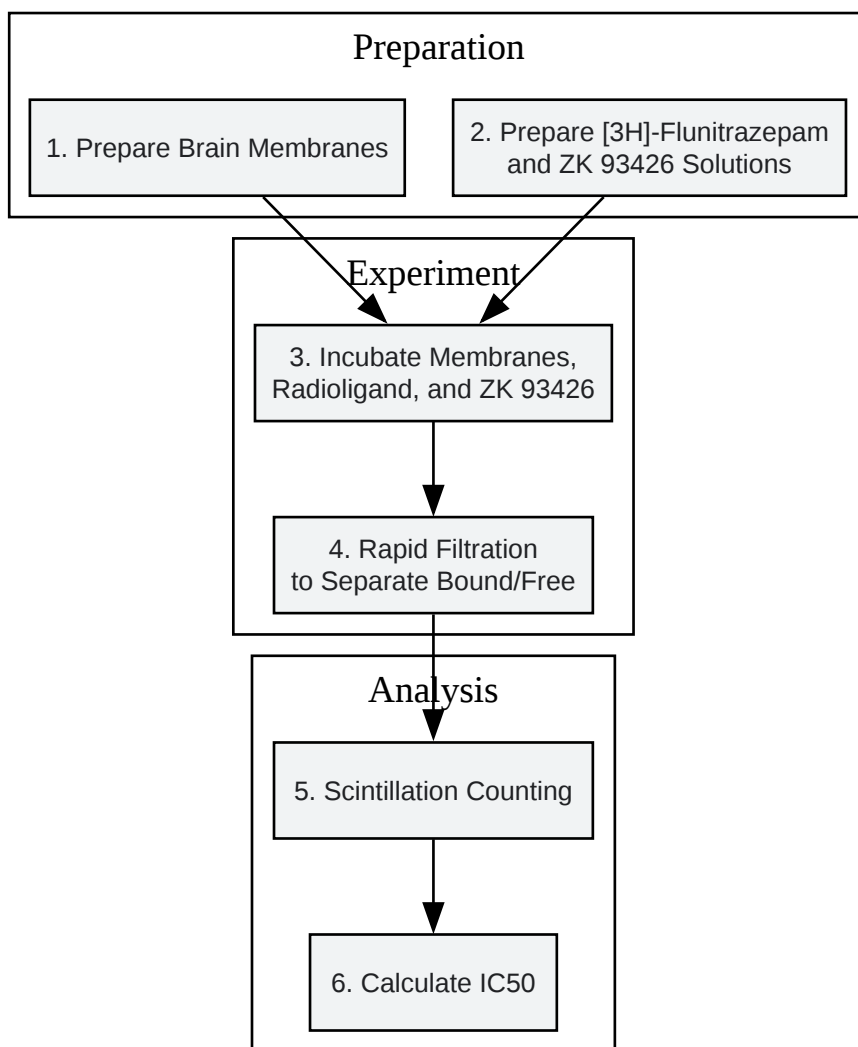 Preparation
1. Prepare Brain Membranes
2. Prepare [3H]-Flunitrazepam
and ZK 93426 Solutions
Experiment
3. Incubate Membranes,
Radioligand, and ZK 93426
4. Rapid Filtration
to Separate Bound/Free
Analysis
5. Scintillation Counting
6. Calculate IC50